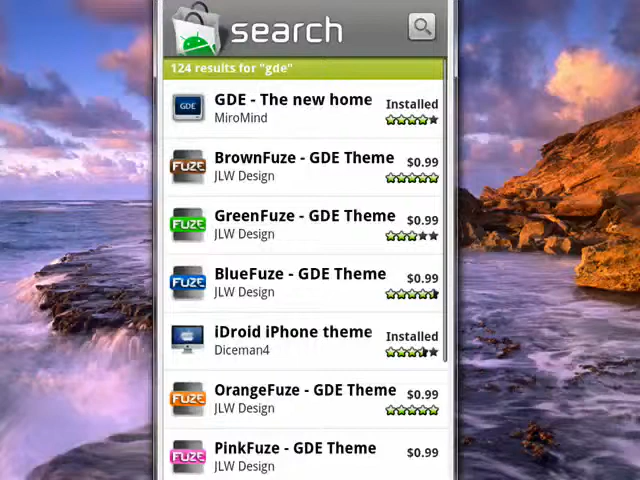 search
124 results for "gde"
GDE
GDE - The new home
Installed
MiroMind
FUZE
BrownFuze - GDE Theme
$0.99
JLW Design
FUZE
GreenFuze - GDE Theme
$0.99
JLW Design
FUZE
BlueFuze - GDE Theme
$0.99
JLW Design
iDroid iPhone theme
Installed
Diceman4
FUZE
OrangeFuze - GDE Theme
$0.99
JLW Design
FUZE
PinkFuze - GDE Theme
$0.99
JLW Design